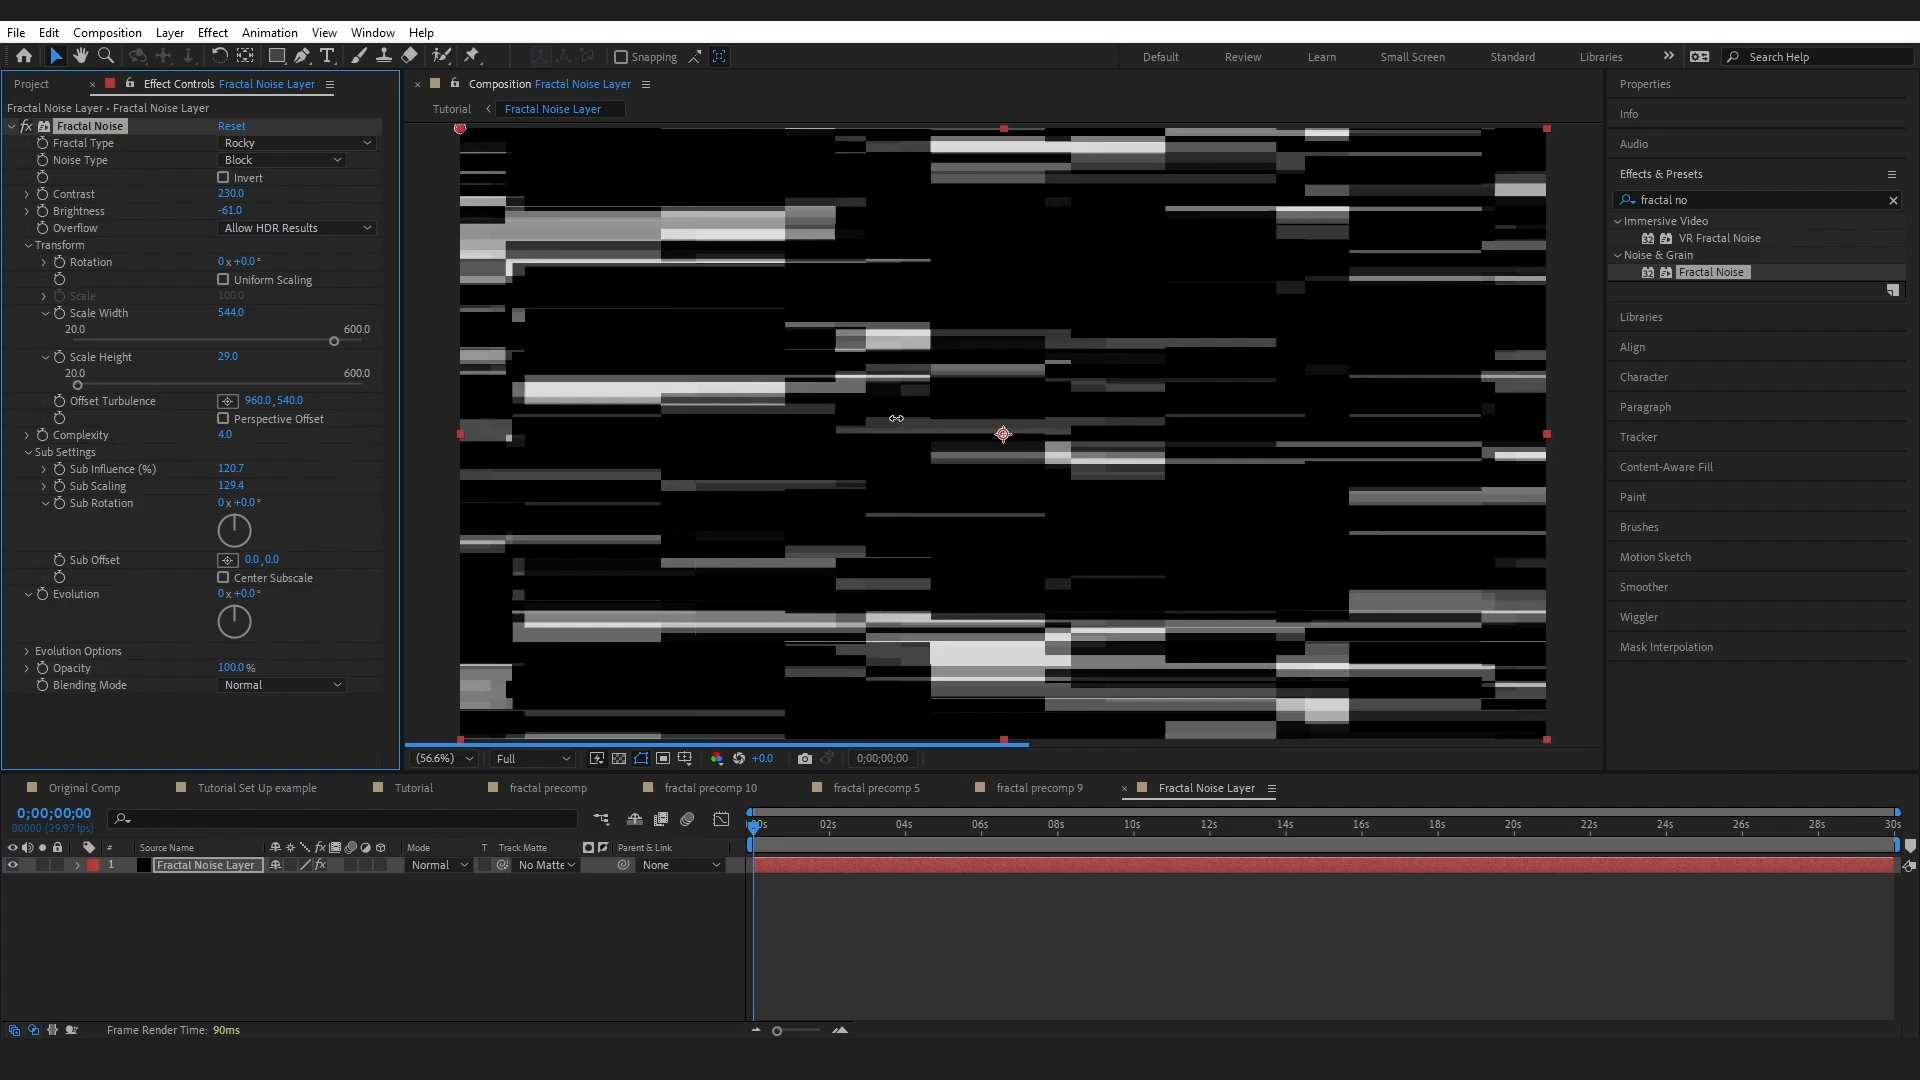 File Edit Composition Layer Effect Animation View Window Help
Snapping Default Review Learn Small Screen Standard Libraries Search Help
Project Effect Controls Fractal Noise Layer
Fractal Noise Layer • Fractal Noise Layer
fx Fractal Noise Reset
Fractal Type Rocky
Noise Type Block
Invert
Contrast 230.0
Brightness -61.0
Overflow Allow HDR Results
Transform
Rotation 0 x +0.0 °
Uniform Scaling
Scale 100.0
Scale Width 544.0
20.0 600.0
Scale Height 29.0
20.0 600.0
Offset Turbulence 960.0, 540.0
Perspective Offset
Complexity 4.0
Sub Settings
Sub Influence (%) 120.7
Sub Scaling 129.4
Sub Rotation 0 x +0.0 °
Sub Offset 0.0, 0.0
Center Subscale
Evolution 0 x +0.0 °
Evolution Options
Opacity 100.0 %
Blending Mode Normal
Composition Fractal Noise Layer
Tutorial Fractal Noise Layer
(56.6%) Full +0.0 0;00;00;00
Properties
Info
Audio
Effects & Presets
fractal no
Immersive Video
32 VR Fractal Noise
Noise & Grain
32 Fractal Noise
Libraries
Align
Character
Paragraph
Tracker
Content-Aware Fill
Paint
Brushes
Motion Sketch
Smoother
Wiggler
Mask Interpolation
Original Comp Tutorial Set Up example Tutorial fractal precomp fractal precomp 10 fractal precomp 5 fractal precomp 9 Fractal Noise Layer
0;00;00;00
00000 (29.97 fps)
02s 04s 06s 08s 10s 12s 14s 16s 18s 20s 22s 24s 26s 28s 30s
# Source Name fx Mode T Track Matte Parent & Link
1 Fractal Noise Layer fx Normal No Matte None
Frame Render Time: 90ms